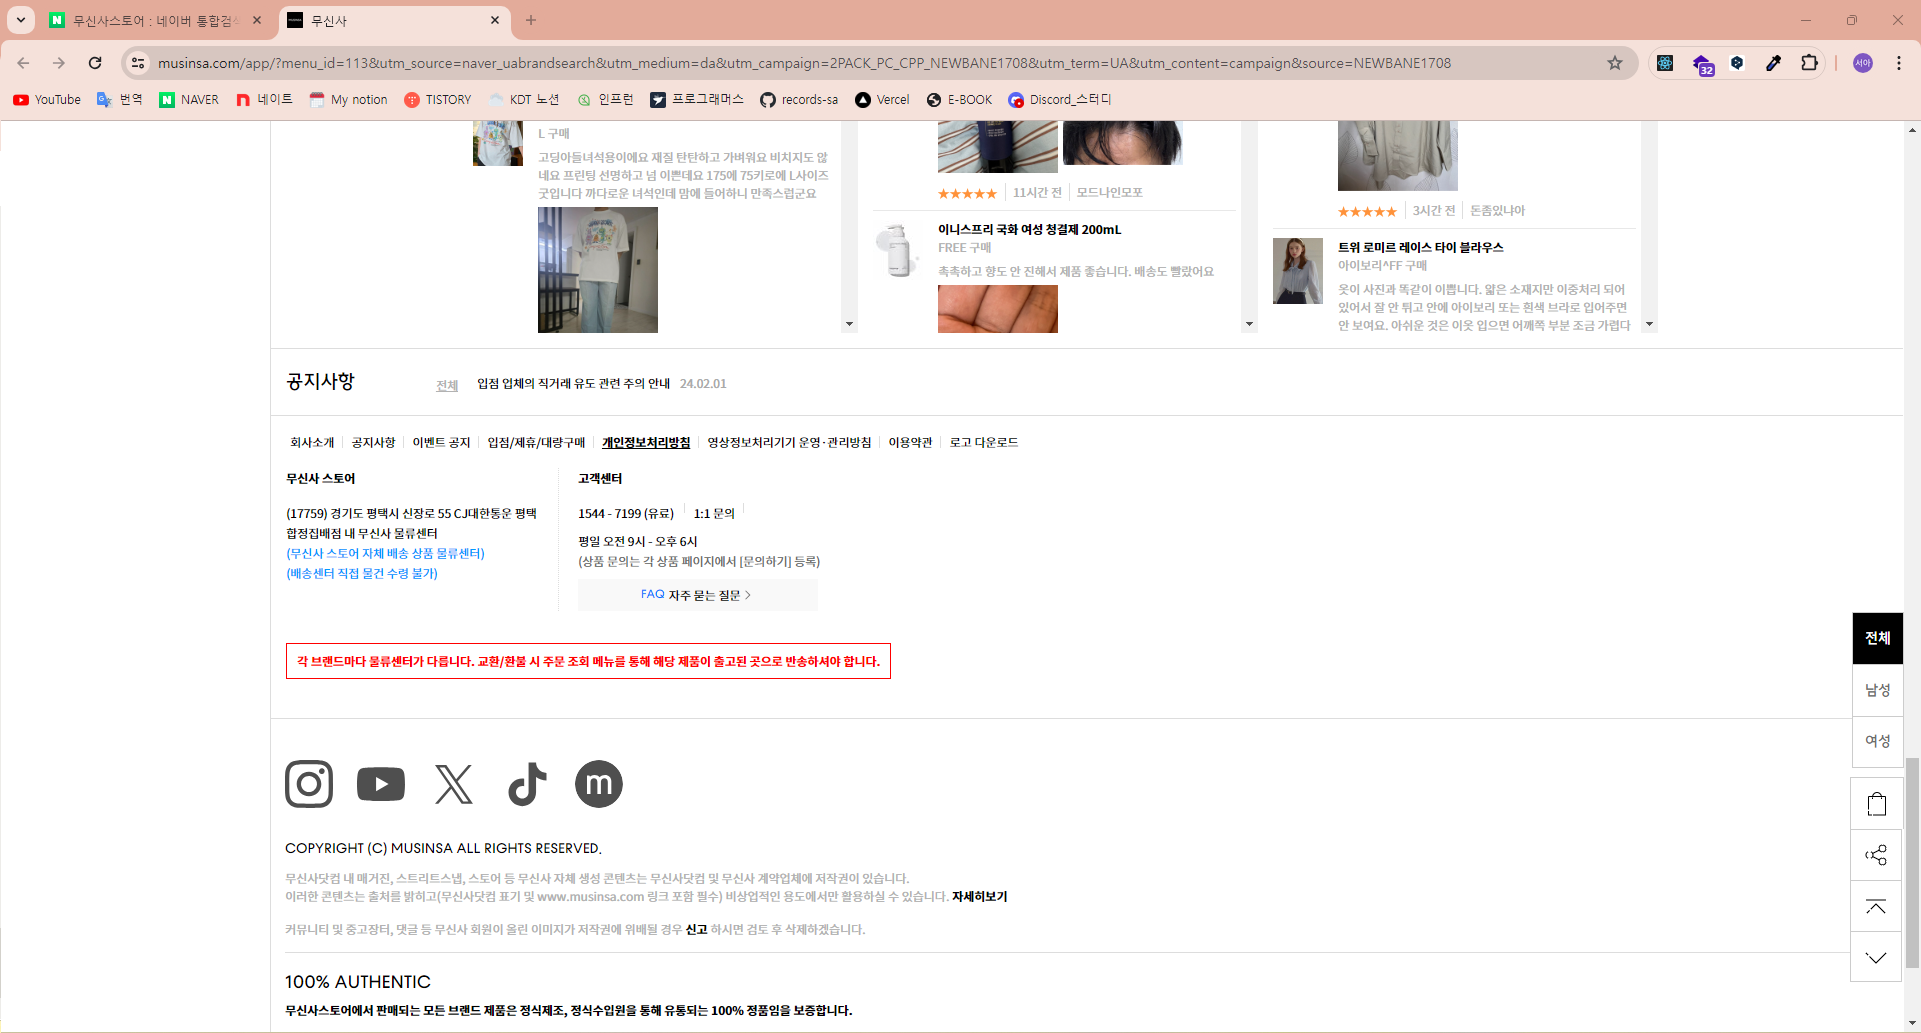 무신사스토어 : 네이버 통합검색
무신사
musinsa.com/app/?menu_id=113&utm_source=naver_uabrandsearch&utm_medium=da&utm_campaign=2PACK_PC_CPP_NEWBANE1708&utm_term=UA&utm_content=campaign&source=NEWBANE1708
32
서아
YouTube
번역
NAVER
네이트
My notion
TISTORY
KDT 노션
인프런
프로그래머스
records-sa
Vercel
E-BOOK
Discord_스터디
L 구매
고딩아들녀석용이에요 재질 탄탄하고 가벼워요 비치지도 않
네요 프린팅 선명하고 넘 이쁜데요 175에 75키로에 L사이즈
굿입니다 까다로운 녀석인데 맘에 들어하니 만족스럽군요
★★★★★ 11시간 전 모드나인모포
이니스프리 국화 여성 청결제 200mL
FREE 구매
촉촉하고 향도 안 진해서 제품 좋습니다. 배송도 빨랐어요
★★★★★ 3시간 전 돈좀있나아
트위 로미르 레이스 타이 블라우스
아이보리^FF 구매
옷이 사진과 똑같이 이쁩니다. 얇은 소재지만 이중처리 되어
있어서 잘 안 튀고 안에 아이보리 또는 흰색 브라로 입어주면
안 보여요. 아쉬운 것은 이옷 입으면 어깨쪽 부분 조금 가렵다
공지사항 전체 입점 업체의 직거래 유도 관련 주의 안내 24.02.01
회사소개 공지사항 이벤트 공지 입점/제휴/대량구매 개인정보처리방침 영상정보처리기기 운영·관리방침 이용약관 로고 다운로드
무신사 스토어
(17759) 경기도 평택시 신장로 55 CJ대한통운 평택
합정집배점 내 무신사 물류센터
(무신사 스토어 자체 배송 상품 물류센터)
(배송센터 직접 물건 수령 불가)
고객센터
1544 - 7199 (유료) 1:1 문의
평일 오전 9시 - 오후 6시
(상품 문의는 각 상품 페이지에서 [문의하기] 등록)
FAQ 자주 묻는 질문
각 브랜드마다 물류센터가 다릅니다. 교환/환불 시 주문 조회 메뉴를 통해 해당 제품이 출고된 곳으로 반송하셔야 합니다.
전체
남성
여성
m
COPYRIGHT (C) MUSINSA ALL RIGHTS RESERVED.
무신사닷컴 내 매거진, 스트리트스냅, 스토어 등 무신사 자체 생성 콘텐츠는 무신사닷컴 및 무신사 계약업체에 저작권이 있습니다.
이러한 콘텐츠는 출처를 밝히고(무신사닷컴 표기 및 www.musinsa.com 링크 포함 필수) 비상업적인 용도에서만 활용하실 수 있습니다. 자세히보기
커뮤니티 및 중고장터, 댓글 등 무신사 회원이 올린 이미지가 저작권에 위배될 경우 신고 하시면 검토 후 삭제하겠습니다.
100% AUTHENTIC
무신사스토어에서 판매되는 모든 브랜드 제품은 정식제조, 정식수입원을 통해 유통되는 100% 정품임을 보증합니다.